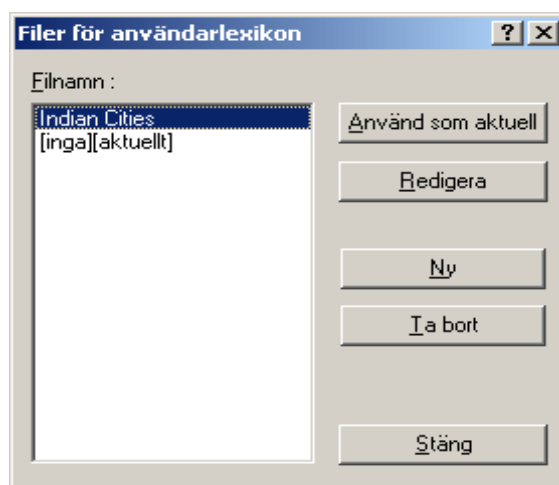 Filer för användarlexikon
Filnamn :
Indian Cities
[inga][aktuellt]
Använd som aktuell
Redigera
Ny
Ta bort
Stäng